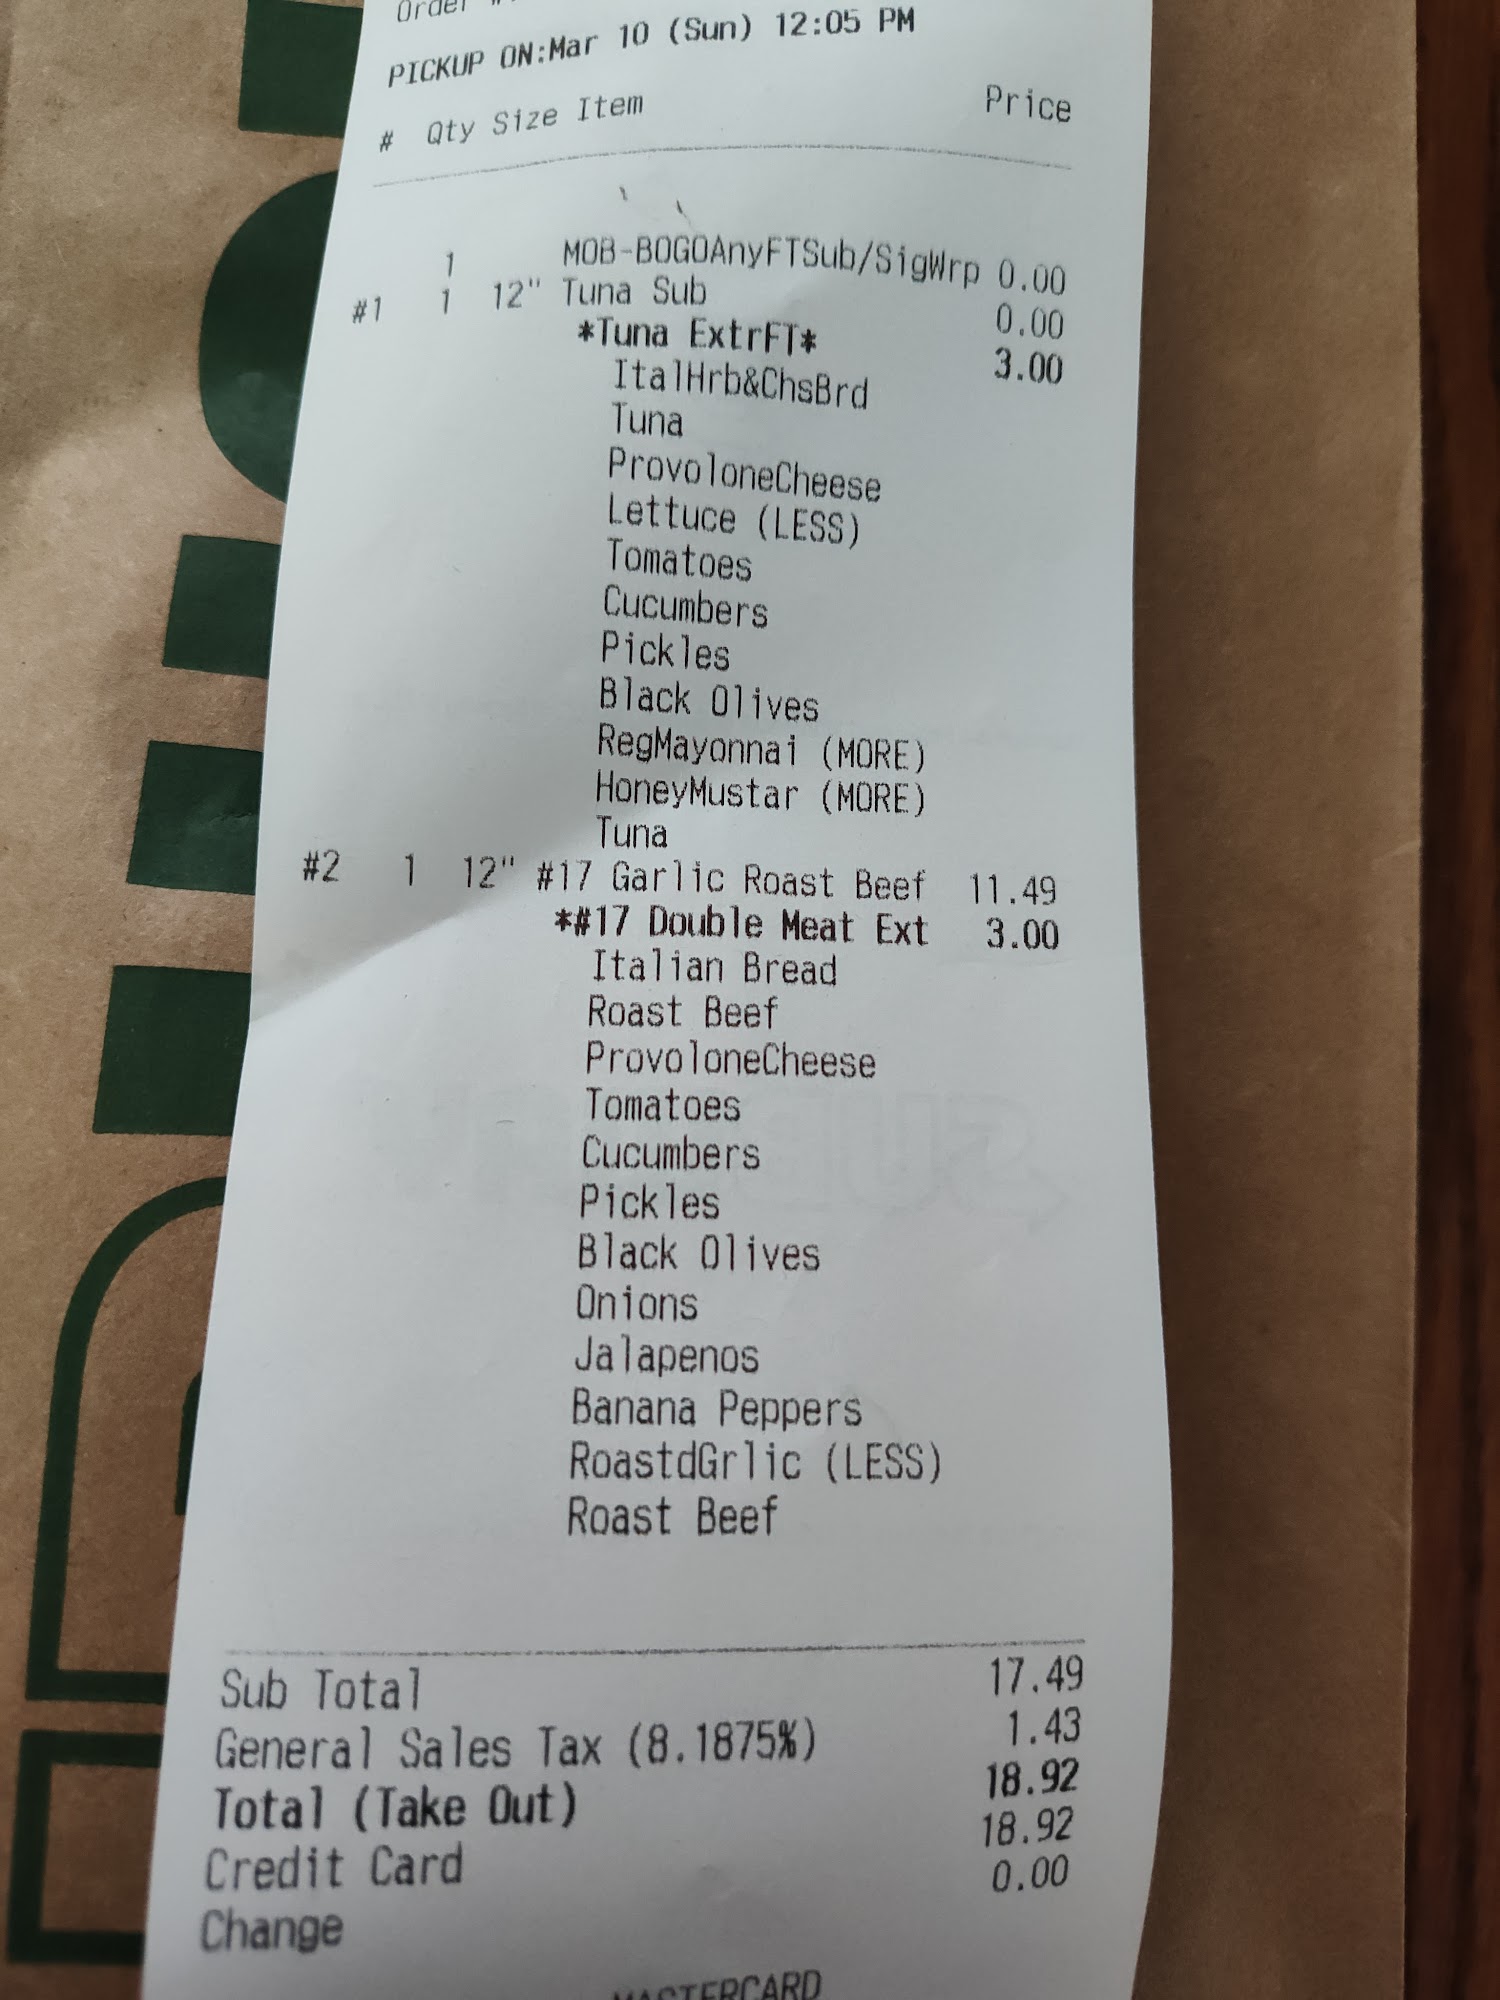 Order
PICKUP ON:Mar 10 (Sun) 12:05 PM
# Qty Size Item Price
1 MOB-BOGOAnyFTSub/SigWrp 0.00
#1 1 12" Tuna Sub 0.00
*Tuna ExtrFT* 3.00
ItalHrb&ChsBrd
Tuna
ProvoloneCheese
Lettuce (LESS)
Tomatoes
Cucumbers
Pickles
Black Olives
RegMayonnai (MORE)
HoneyMustar (MORE)
Tuna
#2 1 12" #17 Garlic Roast Beef 11.49
*#17 Double Meat Ext 3.00
Italian Bread
Roast Beef
ProvoloneCheese
Tomatoes
Cucumbers
Pickles
Black Olives
Onions
Jalapenos
Banana Peppers
RoastdGrlic (LESS)
Roast Beef
Sub Total 17.49
General Sales Tax (8.1875%) 1.43
Total (Take Out) 18.92
Credit Card 18.92
Change 0.00
MASTERCARD